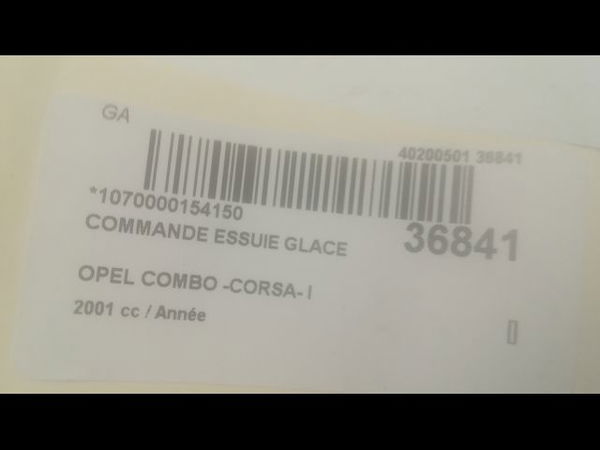 GA
40200501 36841
*1070000154150
36841
COMMANDE ESSUIE GLACE
OPEL COMBO -CORSA- I
2001 cc / Année